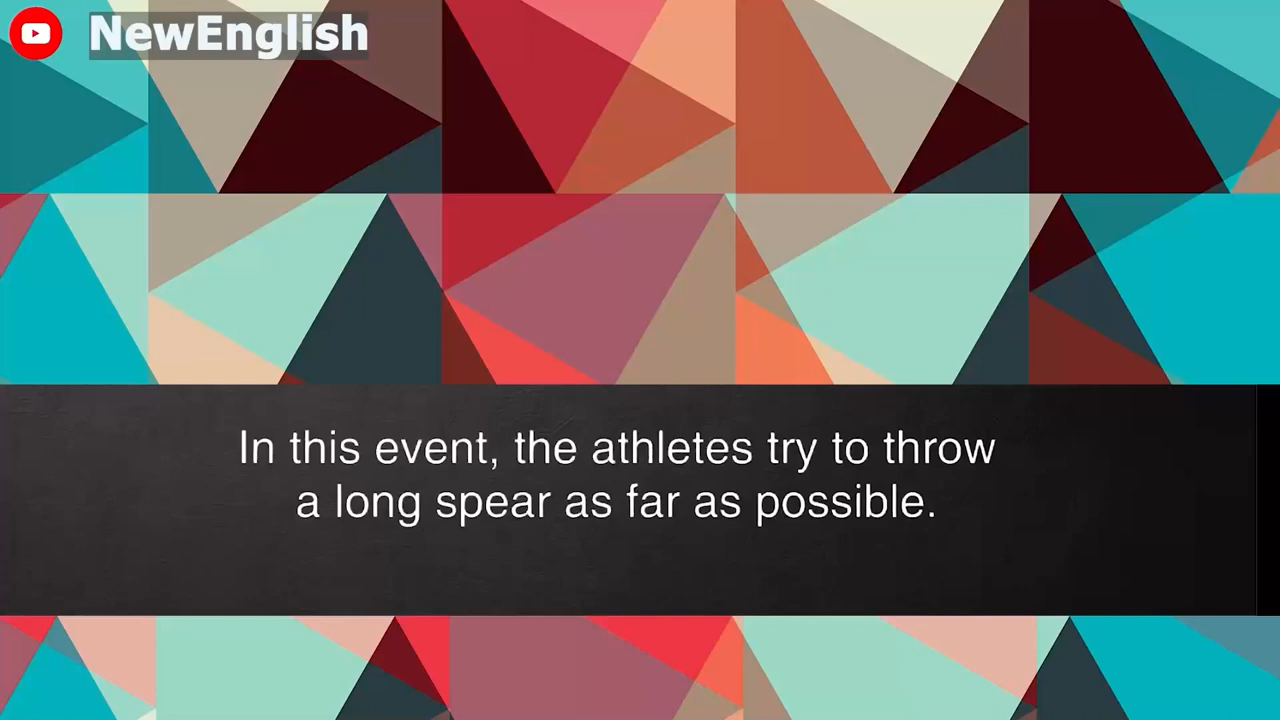 NewEnglish
In this event, the athletes try to throw
a long spear as far as possible.